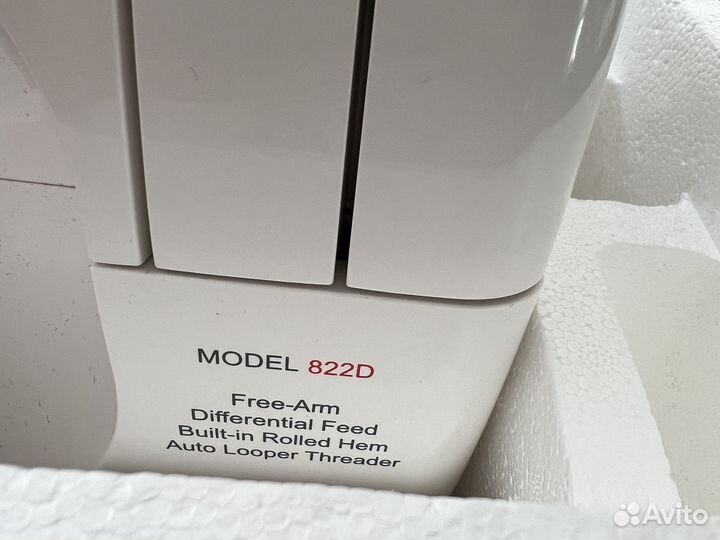 MODEL 822D
Free-Arm
Differential Feed
Built-in Rolled Hem
Auto Looper Threader
Avito